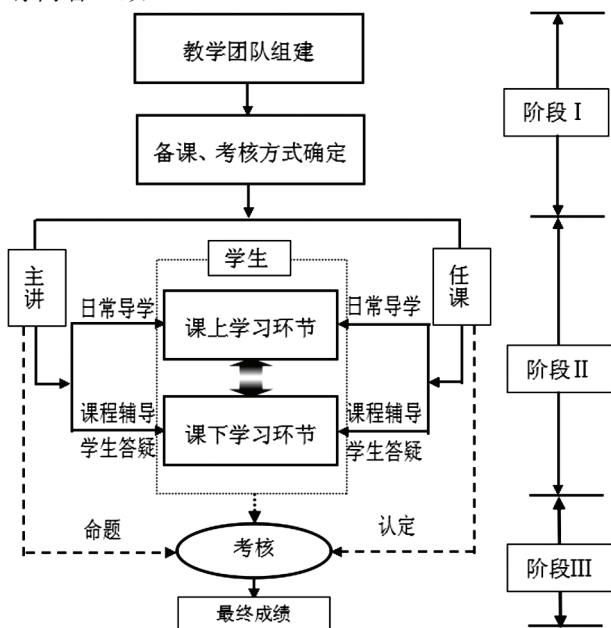 教学团队组建
阶段Ⅰ
备课、考核方式确定
主讲
学生
任课
日常导学
课上学习环节
日常导学
阶段Ⅱ
课程辅导
学生答疑
课下学习环节
课程辅导
学生答疑
命题
考核
认定
阶段Ⅲ
最终成绩